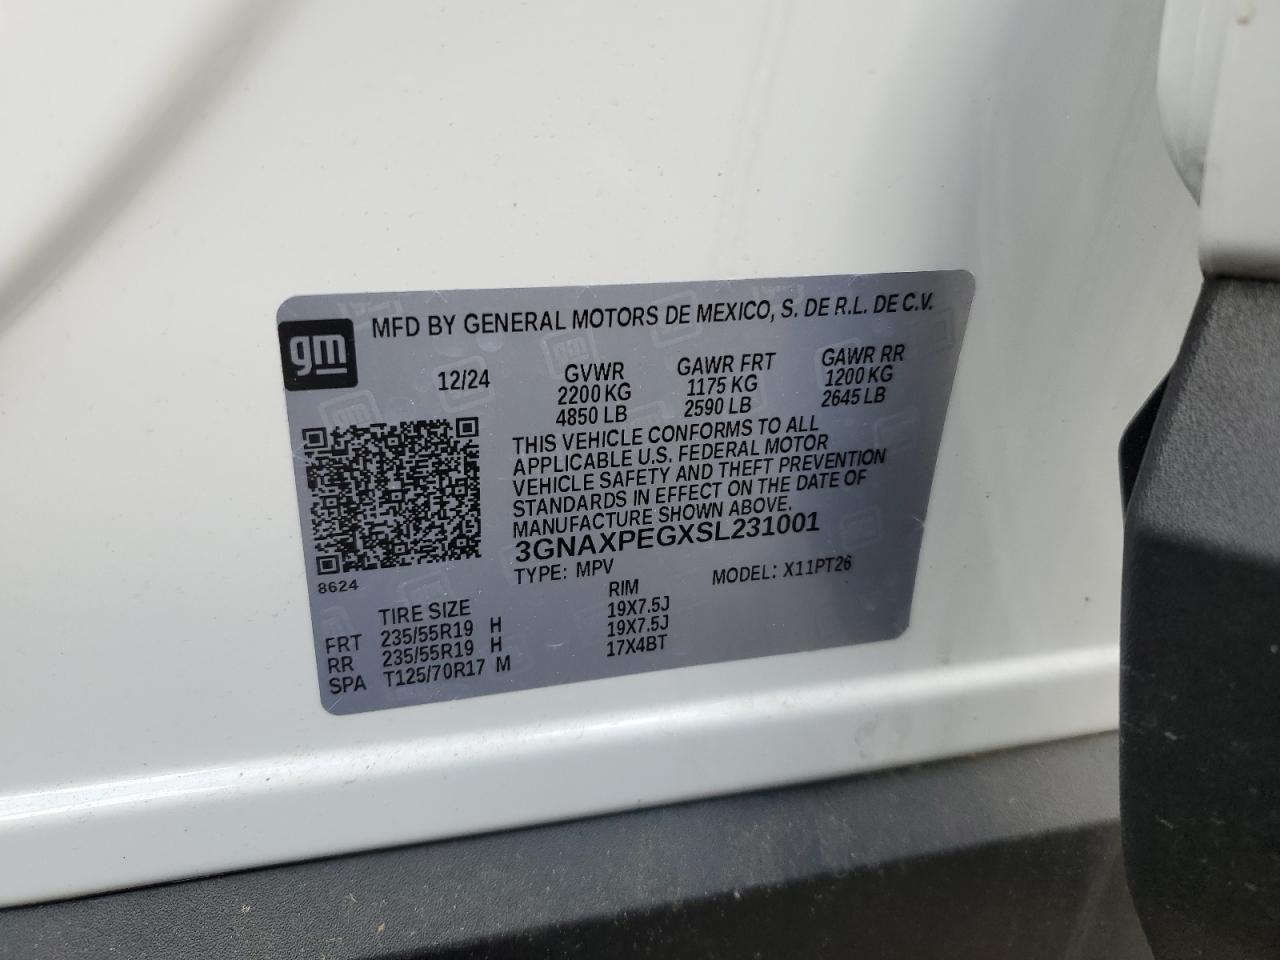 gm
MFD BY GENERAL MOTORS DE MEXICO, S. DE R.L. DE C.V.
12/24
GVWR
2200 KG
4850 LB
GAWR FRT
1175 KG
2590 LB
GAWR RR
1200 KG
2645 LB
THIS VEHICLE CONFORMS TO ALL
APPLICABLE U.S. FEDERAL MOTOR
VEHICLE SAFETY AND THEFT PREVENTION
STANDARDS IN EFFECT ON THE DATE OF
MANUFACTURE SHOWN ABOVE.
3GNAXPEGXSL231001
TYPE: MPV MODEL: X11PT26
8624
TIRE SIZE RIM
FRT 235/55R19 H 19X7.5J
RR 235/55R19 H 19X7.5J
SPA T125/70R17 M 17X4BT